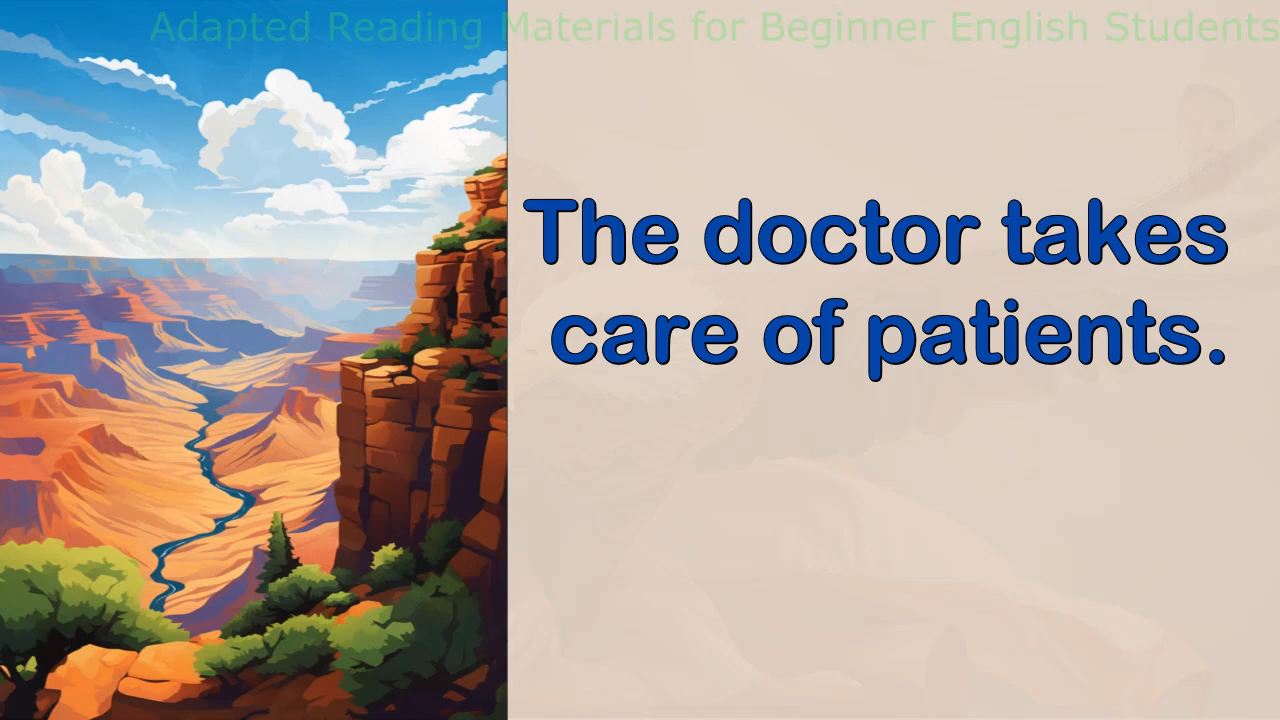 Adapted Reading Materials for Beginner English Students
The doctor takes
care of patients.